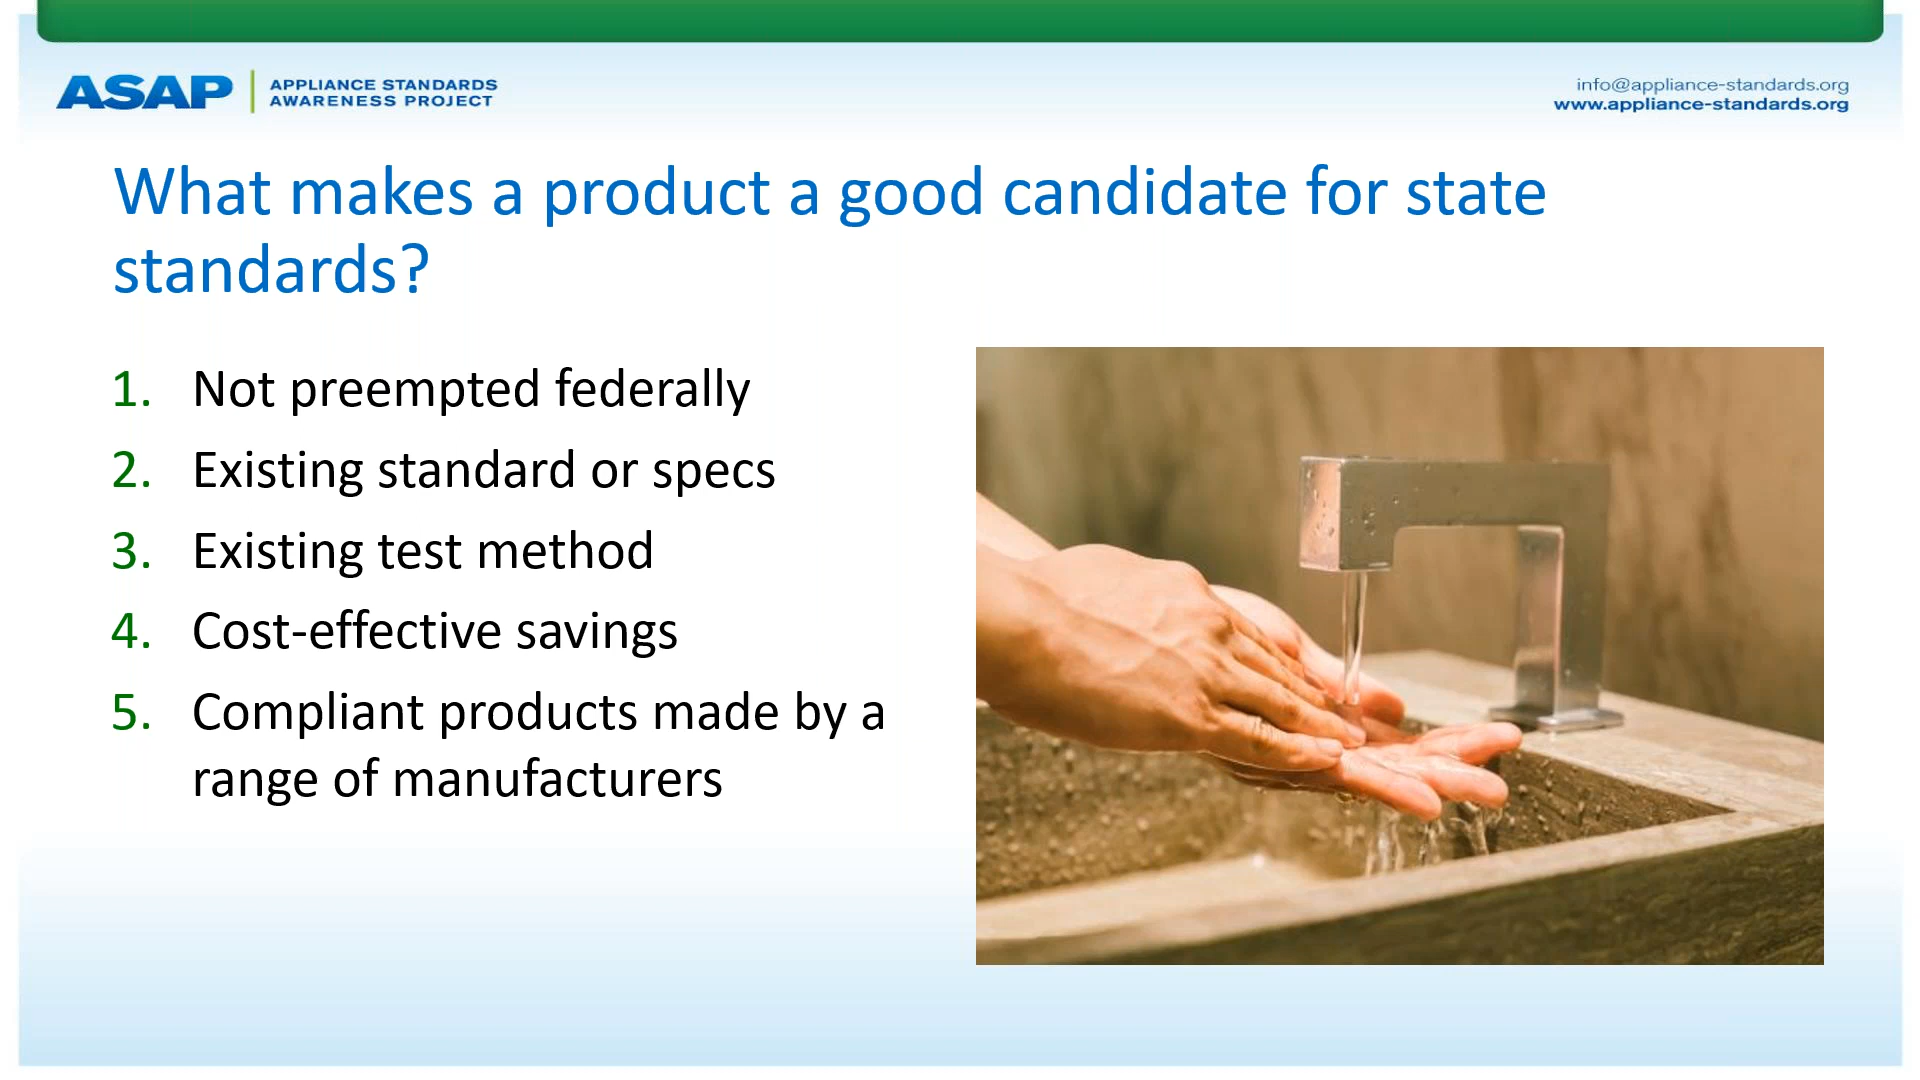 ASAP
APPLIANCE STANDARDS
AWARENESS PROJECT
info@appliance-standards.org
www.appliance-standards.org
What makes a product a good candidate for state
standards?
1. Not preempted federally
2. Existing standard or specs
3. Existing test method
4. Cost-effective savings
5. Compliant products made by a
range of manufacturers